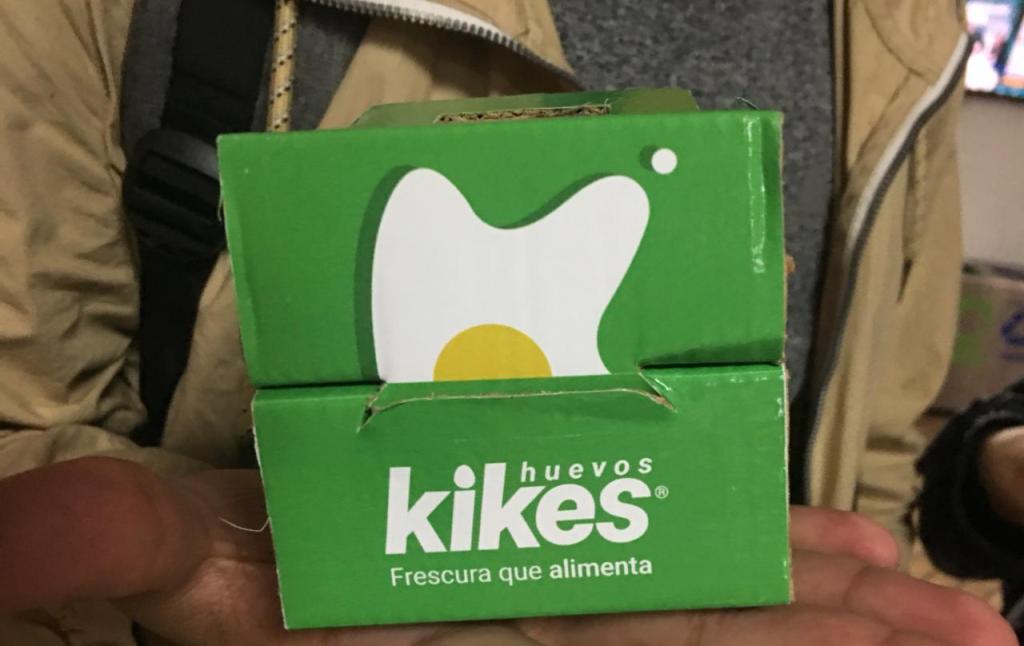 huevos
kikes®
Frescura que alimenta